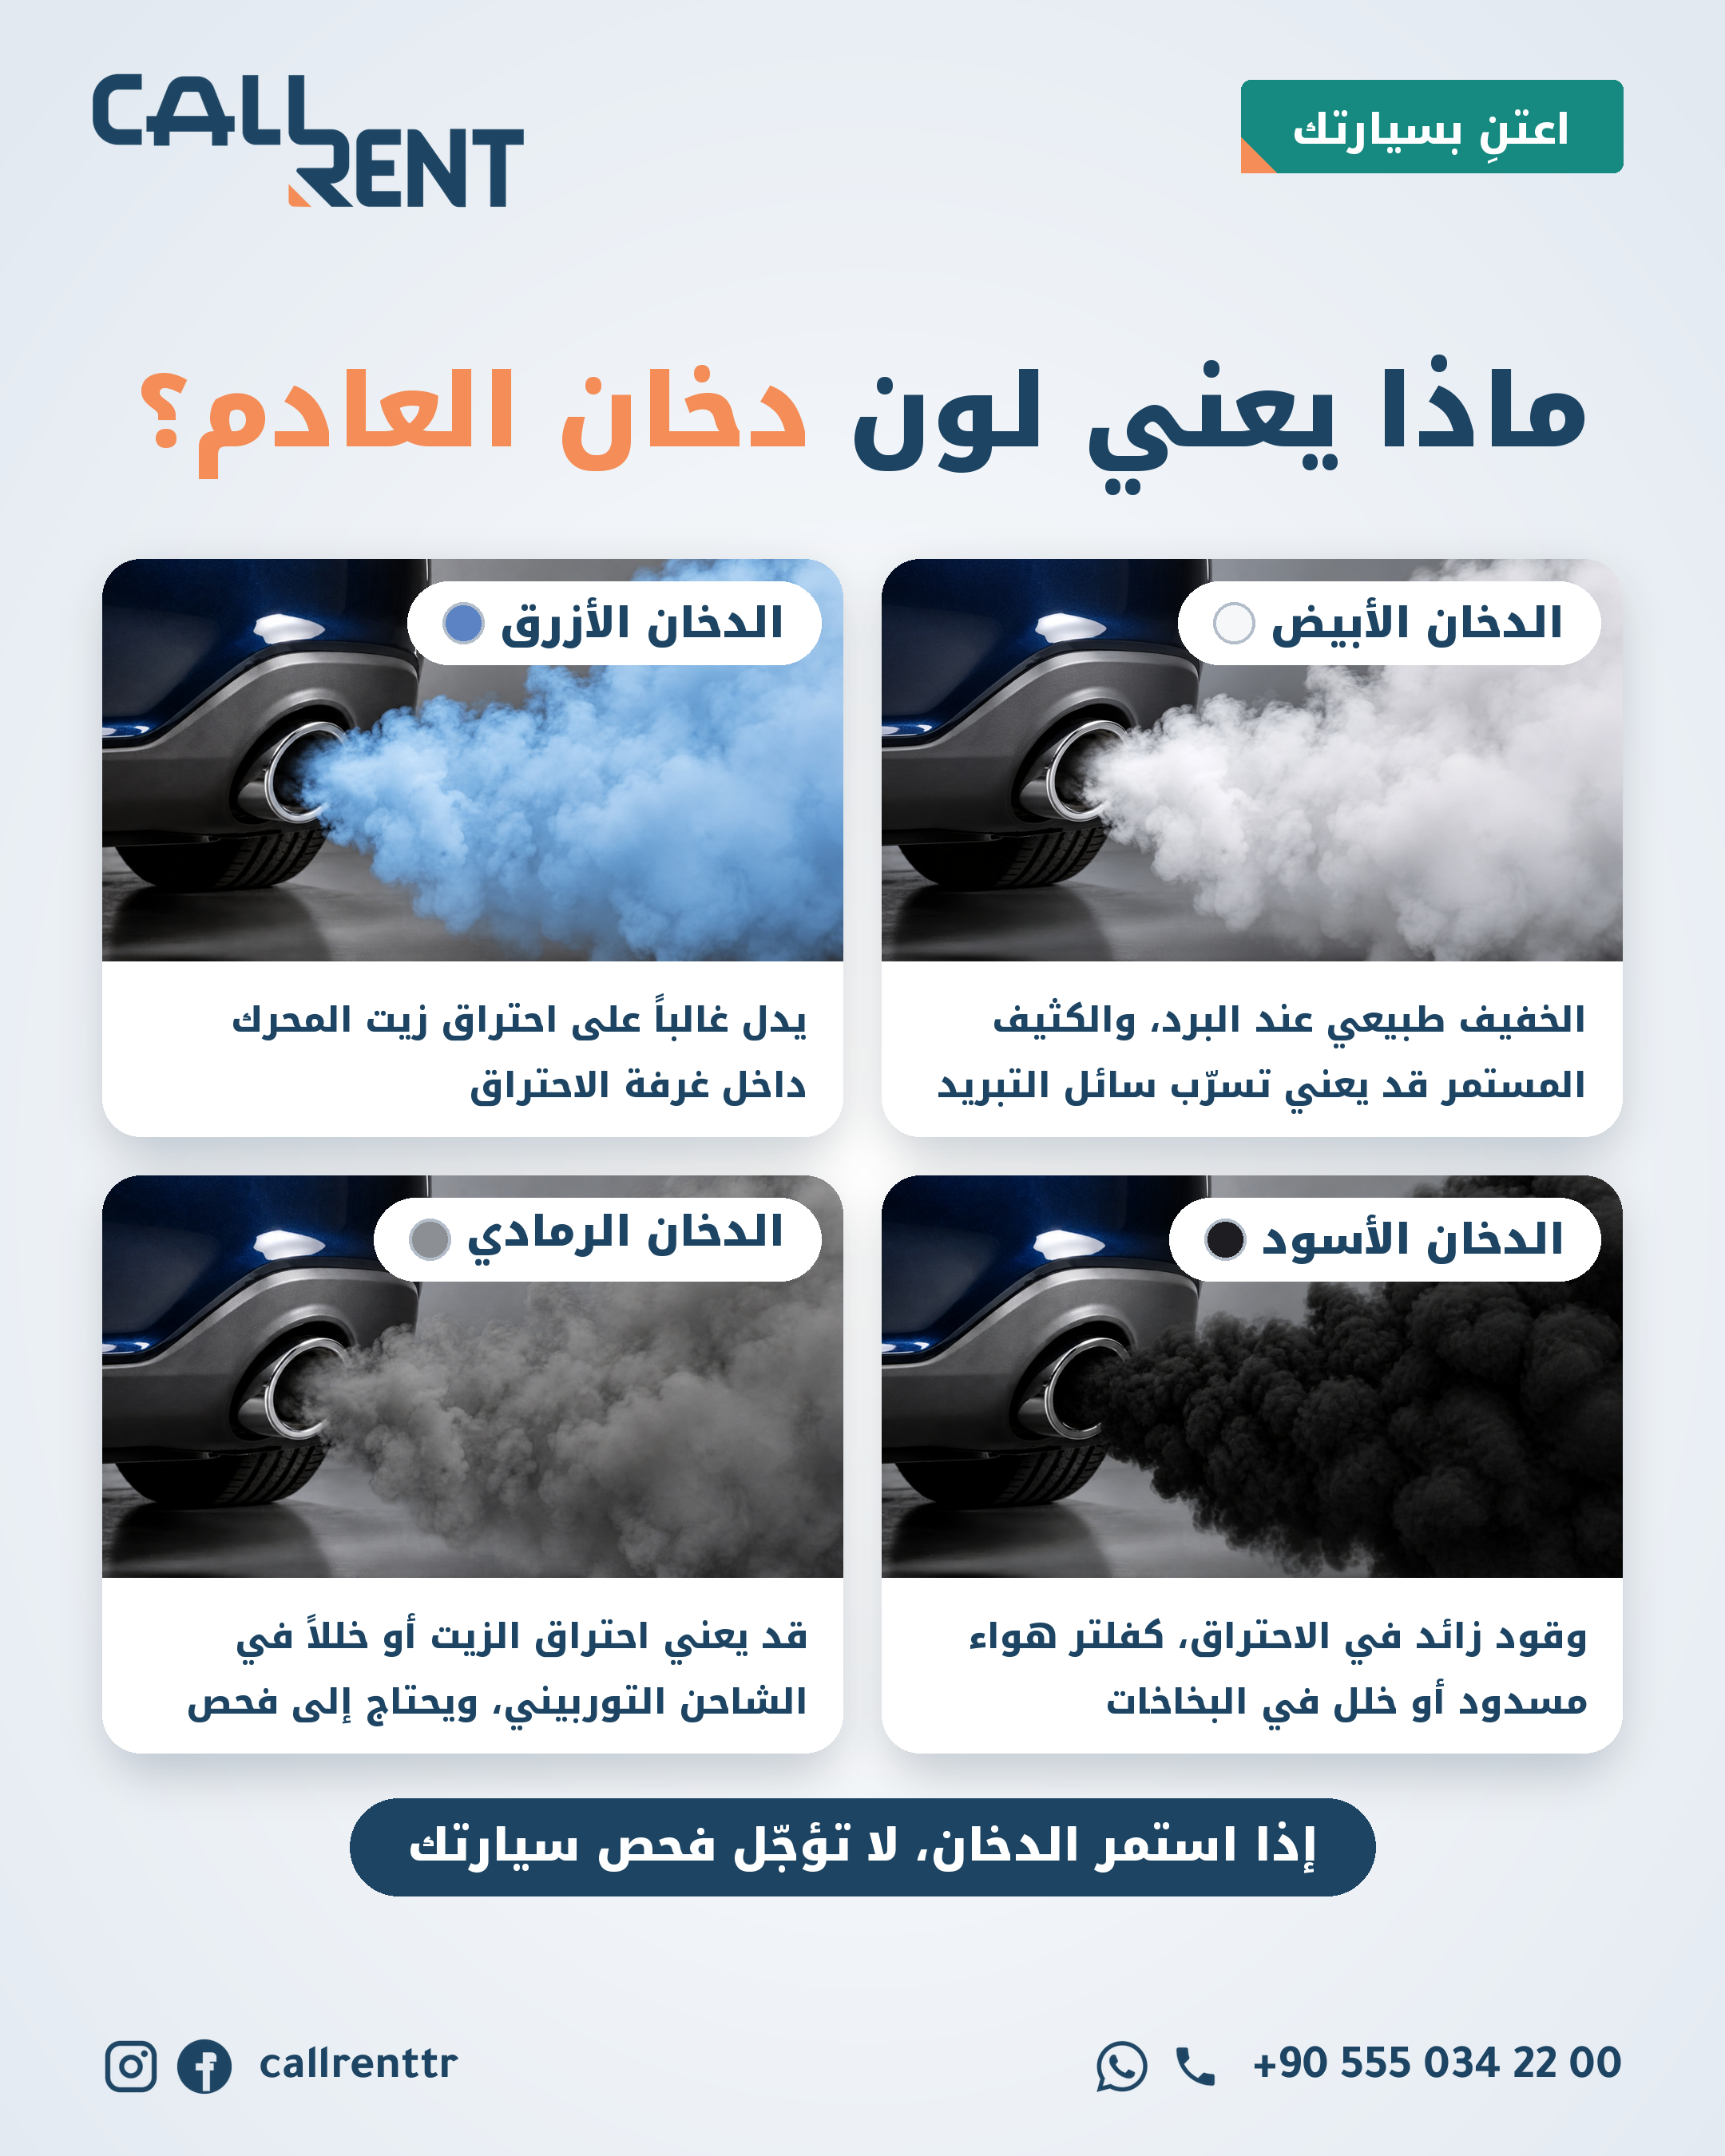 CALL
RENT
اعتنِ بسيارتك
ماذا يعني لون دخان العادم؟
الدخان الأبيض
الخفيف طبيعي عند البرد، والكثيف
المستمر قد يعني تسرّب سائل التبريد
الدخان الأزرق
يدل غالباً على احتراق زيت المحرك
داخل غرفة الاحتراق
الدخان الأسود
وقود زائد في الاحتراق، كفلتر هواء
مسدود أو خلل في البخاخات
الدخان الرمادي
قد يعني احتراق الزيت أو خللاً في
الشاحن التوربيني، ويحتاج إلى فحص
إذا استمر الدخان، لا تؤجّل فحص سيارتك
callrenttr
+90 555 034 22 00